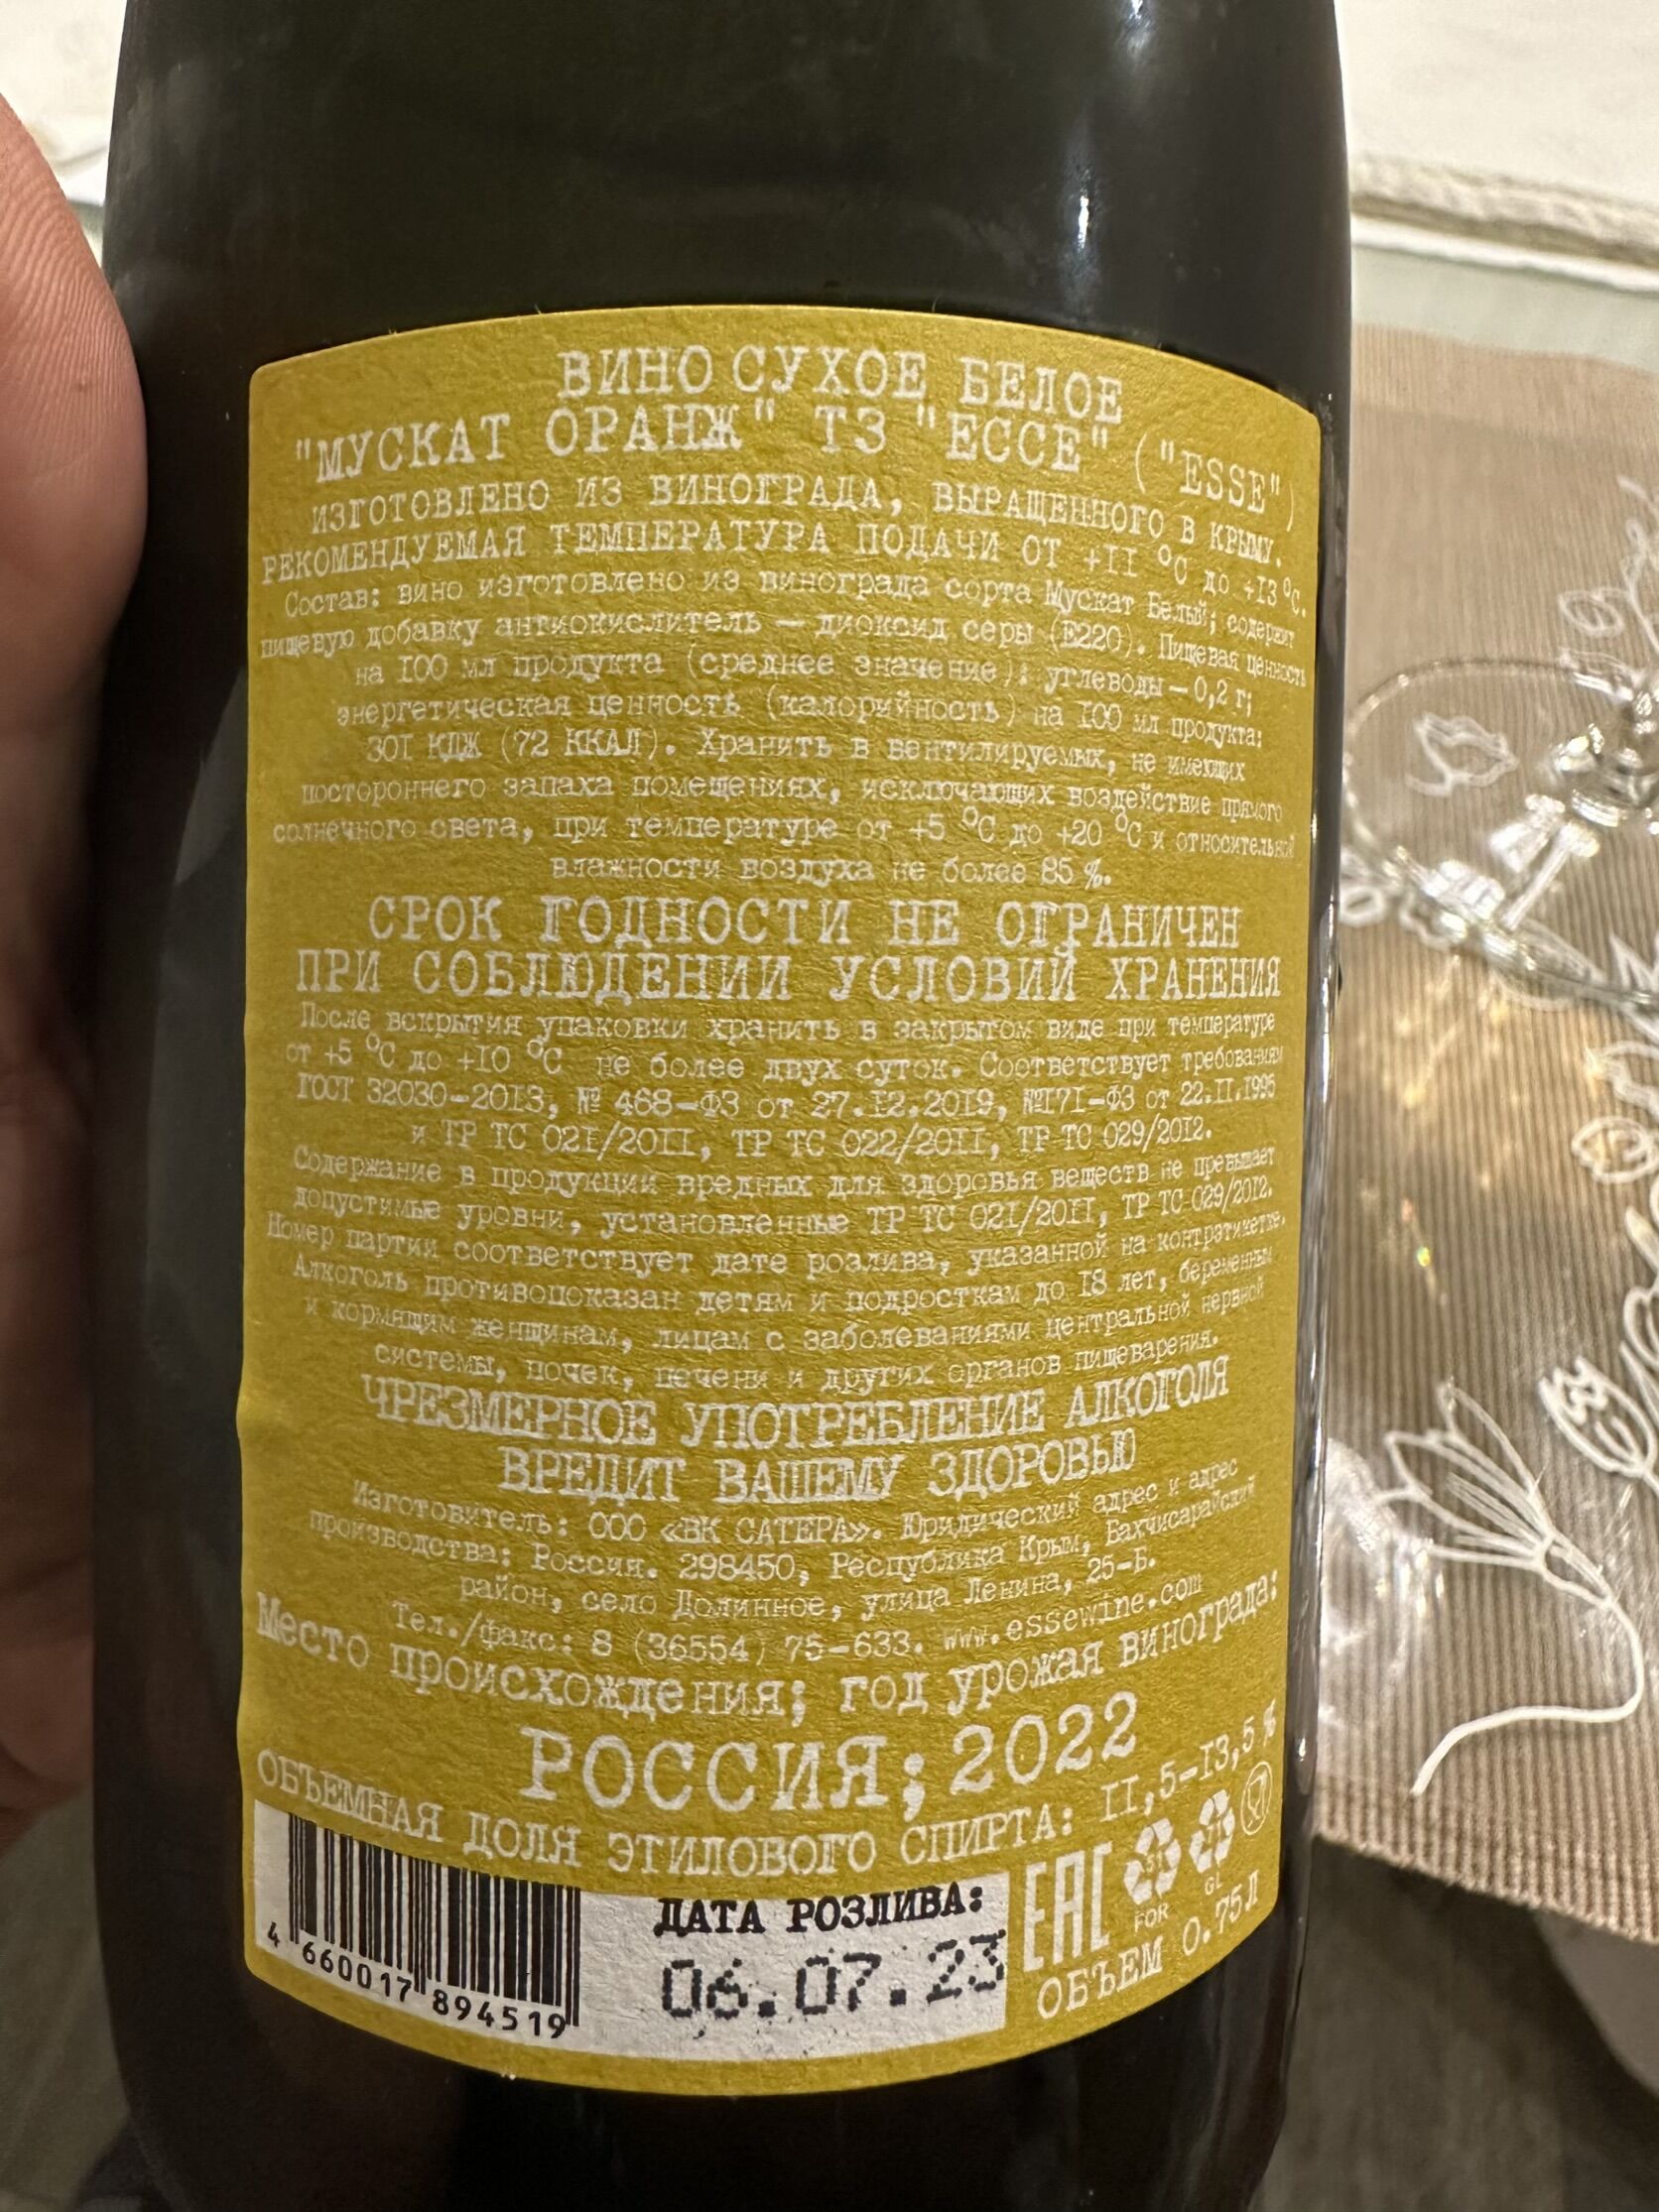 ВИНО СУХОЕ БЕЛОЕ
"МУСКАТ ОРАНЖ" ТЗ "ЕССЕ" ("ESSE")
ИЗГОТОВЛЕНО ИЗ ВИНОГРАДА, ВЫРАЩЕННОГО В КРЫМУ.
РЕКОМЕНДУЕМАЯ ТЕМПЕРАТУРА ПОДАЧИ ОТ +11 °C ДО +13 °C.
Состав: вино изготовлено из винограда сорта Мускат Белый; содержит
пищевую добавку антиокислитель – диоксид серы (Е220). Пищевая ценность
на 100 мл продукта (среднее значение): углеводы – 0,2 г;
энергетическая ценность (калорийность) на 100 мл продукта:
301 КДЖ (72 ККАЛ). Хранить в вентилируемых, не имеющих
постороннего запаха помещениях, исключающих воздействие прямого
солнечного света, при температуре от +5 °C до +20 °C и относительной
влажности воздуха не более 85 %.
СРОК ГОДНОСТИ НЕ ОГРАНИЧЕН
ПРИ СОБЛЮДЕНИИ УСЛОВИЙ ХРАНЕНИЯ
После вскрытия упаковки хранить в закрытом виде при температуре
от +5 °C до +10 °C не более двух суток. Соответствует требованиям
ГОСТ 32030-2013, № 468-ФЗ от 27.12.2019, №171-ФЗ от 22.11.1995
и ТР ТС 021/2011, ТР ТС 022/2011, ТР ТС 029/2012.
Содержание в продукции вредных для здоровья веществ не превышает
допустимые уровни, установленные ТР ТС 021/2011, ТР ТС 029/2012.
Номер партии соответствует дате розлива, указанной на контрэтикетке.
Алкоголь противопоказан детям и подросткам до 18 лет, беременным
и кормящим женщинам, лицам с заболеваниями центральной нервной
системы, почек, печени и других органов пищеварения.
ЧРЕЗМЕРНОЕ УПОТРЕБЛЕНИЕ АЛКОГОЛЯ
ВРЕДИТ ВАШЕМУ ЗДОРОВЬЮ
Изготовитель: ООО «ВК САТЕРА». Юридический адрес и адрес
производства: Россия. 298450, Республика Крым, Бахчисарайский
район, село Долинное, улица Ленина, 25-Б.
Тел./факс: 8 (36554) 75-633. www.essewine.com
Место происхождения; год урожая винограда:
РОССИЯ; 2022
ОБЪЕМНАЯ ДОЛЯ ЭТИЛОВОГО СПИРТА: 11,5-13,5 %
ДАТА РОЗЛИВА:
06.07.23
4 660017 894519
EAC
51
FOR
71
GL
ОБЪЕМ 0.75Л